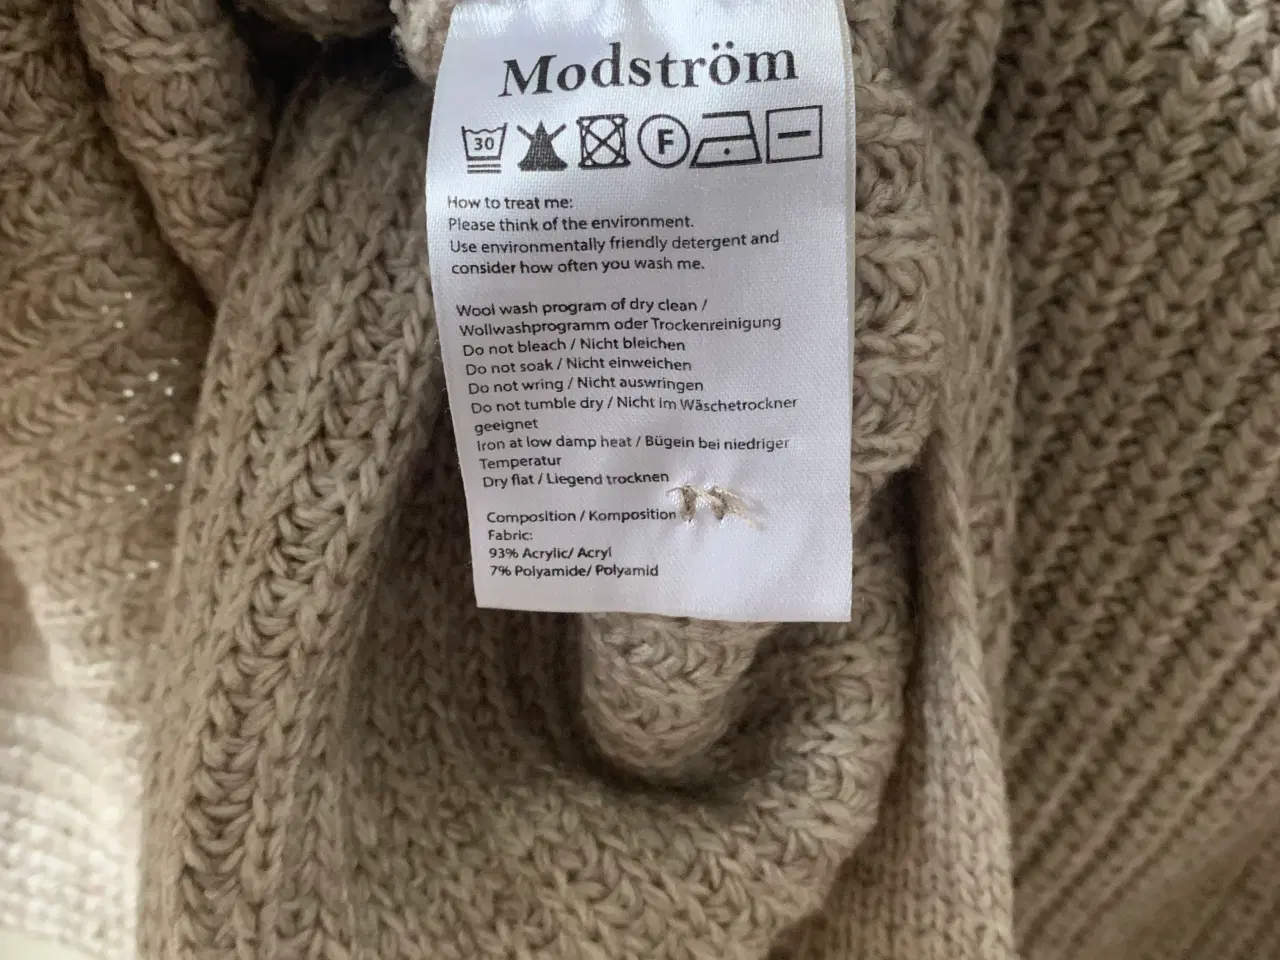 Modström
30
F
How to treat me:
Please think of the environment.
Use environmentally friendly detergent and
consider how often you wash me.
Wool wash program of dry clean /
Wollwashprogramm oder Trockenreinigung
Do not bleach / Nicht bleichen
Do not soak / Nicht einweichen
Do not wring / Nicht auswringen
Do not tumble dry / Nicht im Wäschetrockner
geeignet
Iron at low damp heat / Bügein bei niedriger
Temperatur
Dry flat / Liegend trocknen
Composition / Komposition
Fabric:
93% Acrylic/ Acryl
7% Polyamide/ Polyamid